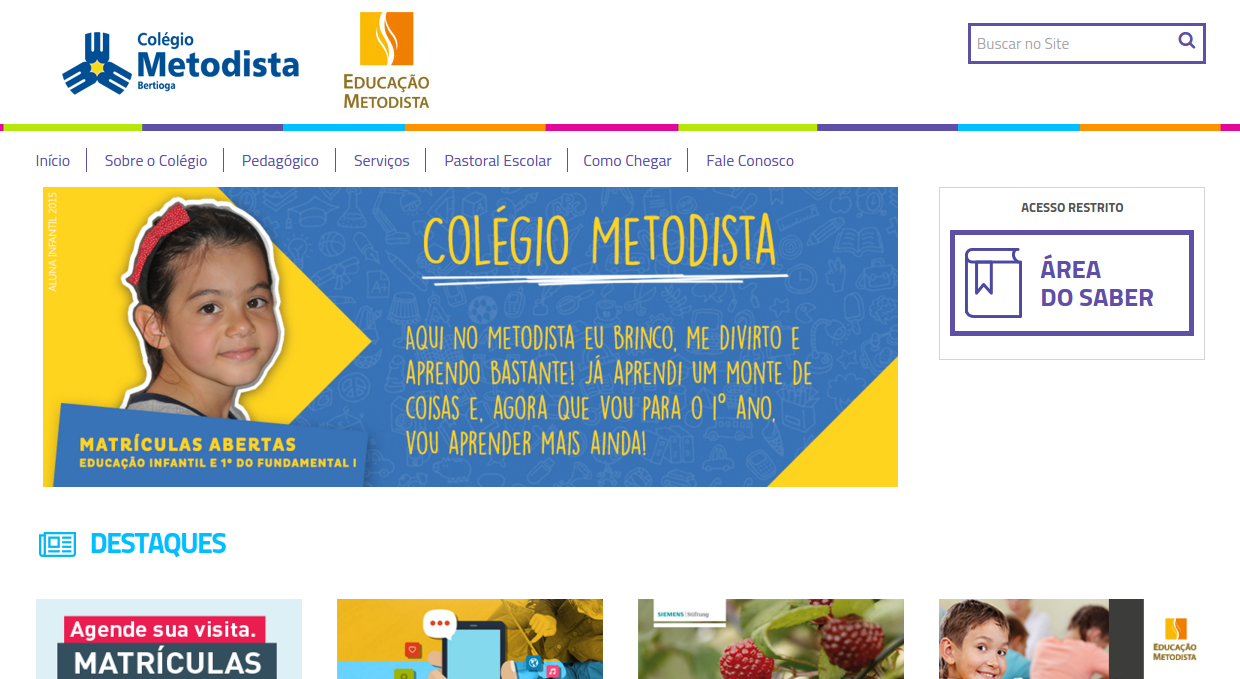 Colégio
Metodista
Bertioga
EDUCAÇÃO
METODISTA
Buscar no Site
Início
Sobre o Colégio
Pedagógico
Serviços
Pastoral Escolar
Como Chegar
Fale Conosco
ALUNA INFANTIL 2015
COLÉGIO METODISTA
AQUI NO METODISTA EU BRINCO, ME DIVIRTO E
APRENDO BASTANTE! JÁ APRENDI UM MONTE DE
COISAS E, AGORA QUE VOU PARA O 1º ANO,
VOU APRENDER MAIS AINDA!
MATRÍCULAS ABERTAS
EDUCAÇÃO INFANTIL E 1º DO FUNDAMENTAL I
ACESSO RESTRITO
ÁREA
DO SABER
DESTAQUES
Agende sua visita.
MATRÍCULAS
SIEMENS | Stiftung
EDUCAÇÃO
METODISTA